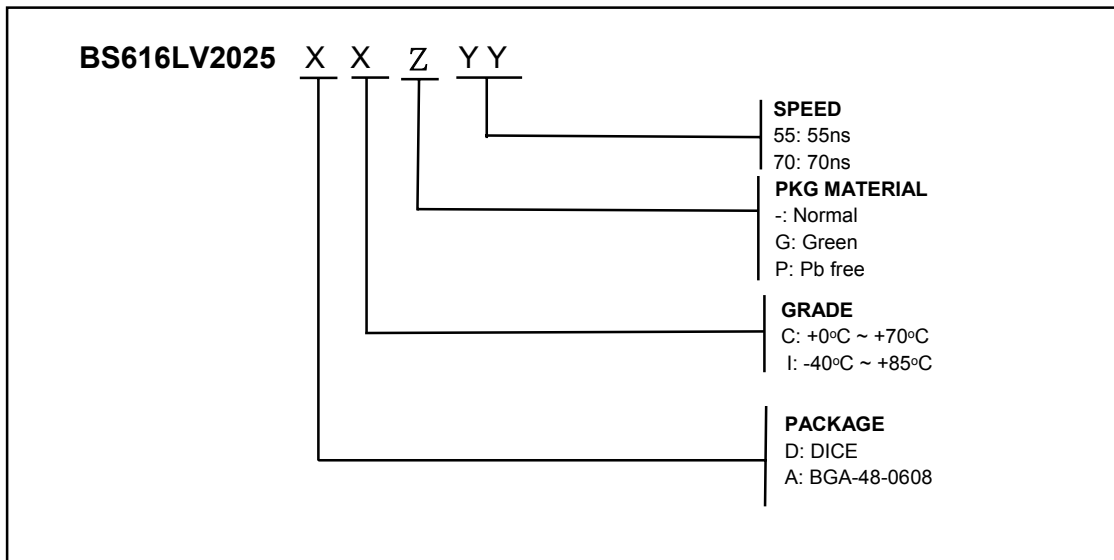 BS616LV2025 X X Z Y Y
SPEED
55: 55ns
70: 70ns
PKG MATERIAL
-: Normal
G: Green
P: Pb free
GRADE
C: +0ºC ~ +70ºC
I: -40ºC ~ +85ºC
PACKAGE
D: DICE
A: BGA-48-0608